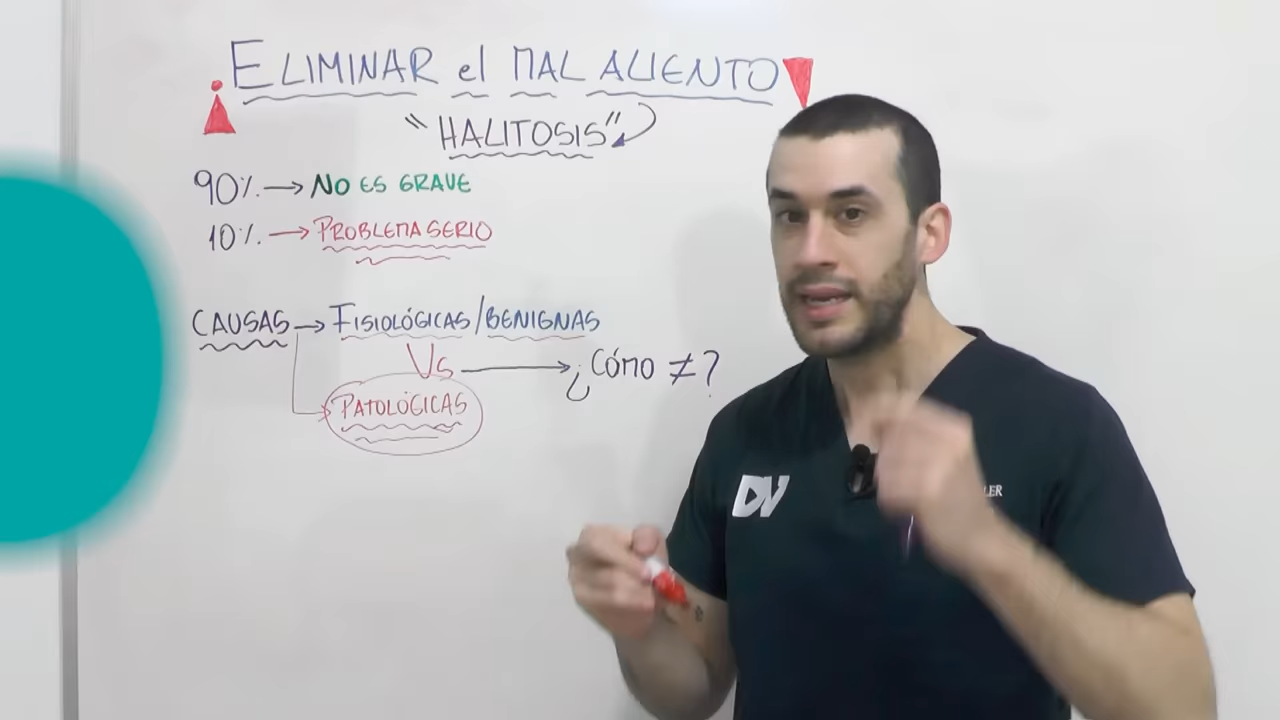 ¡ELIMINAR el MAL ALIENTO!
"HALITOSIS"
90% → NO ES GRAVE
10% → PROBLEMA SERIO
CAUSAS → FISIOLÓGICAS/BENIGNAS
VS → ¿CÓMO ≠?
PATOLÓGICAS
DV